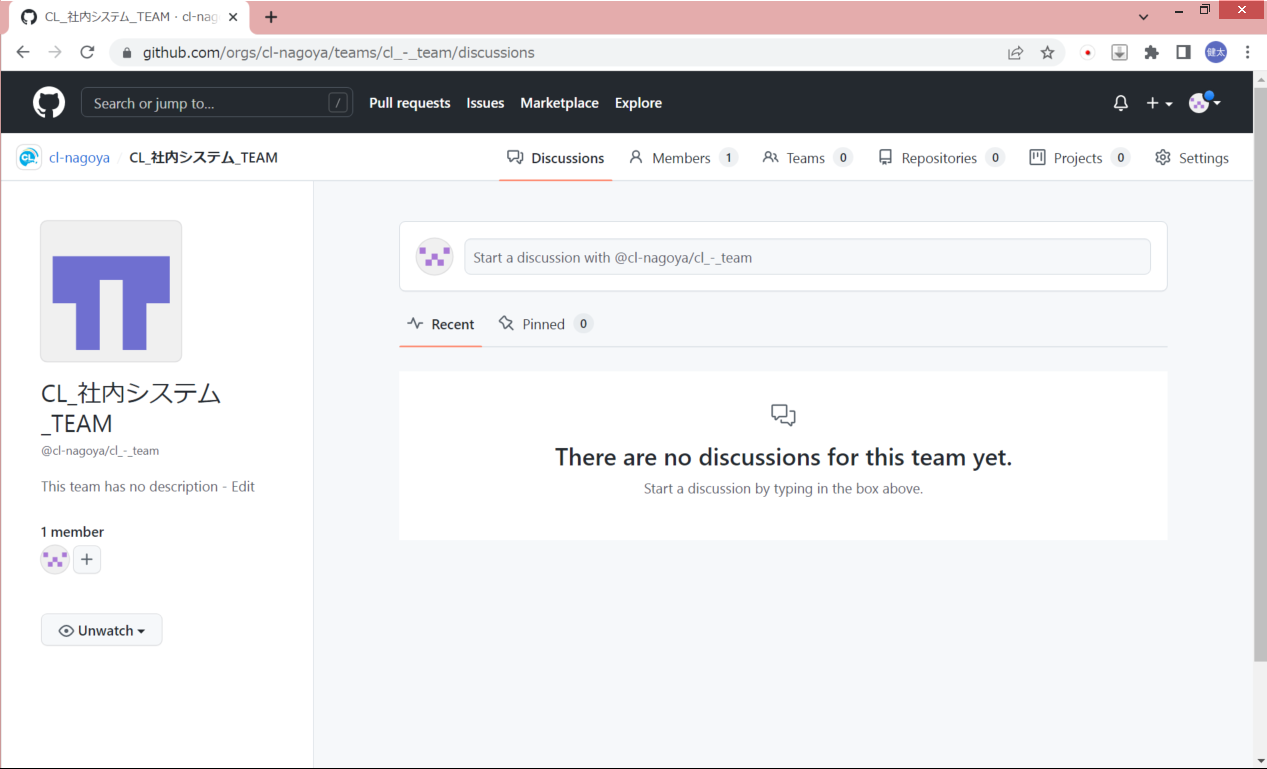 CL_社内システム_TEAM · cl-nag
github.com/orgs/cl-nagoya/teams/cl_-_team/discussions
健太
Search or jump to... /
Pull requests Issues Marketplace Explore
CL cl-nagoya / CL_社内システム_TEAM
Discussions Members 1 Teams 0 Repositories 0 Projects 0 Settings
CL_社内システム
_TEAM
@cl-nagoya/cl_-_team
This team has no description - Edit
1 member
Unwatch
Start a discussion with @cl-nagoya/cl_-_team
Recent Pinned 0
There are no discussions for this team yet.
Start a discussion by typing in the box above.